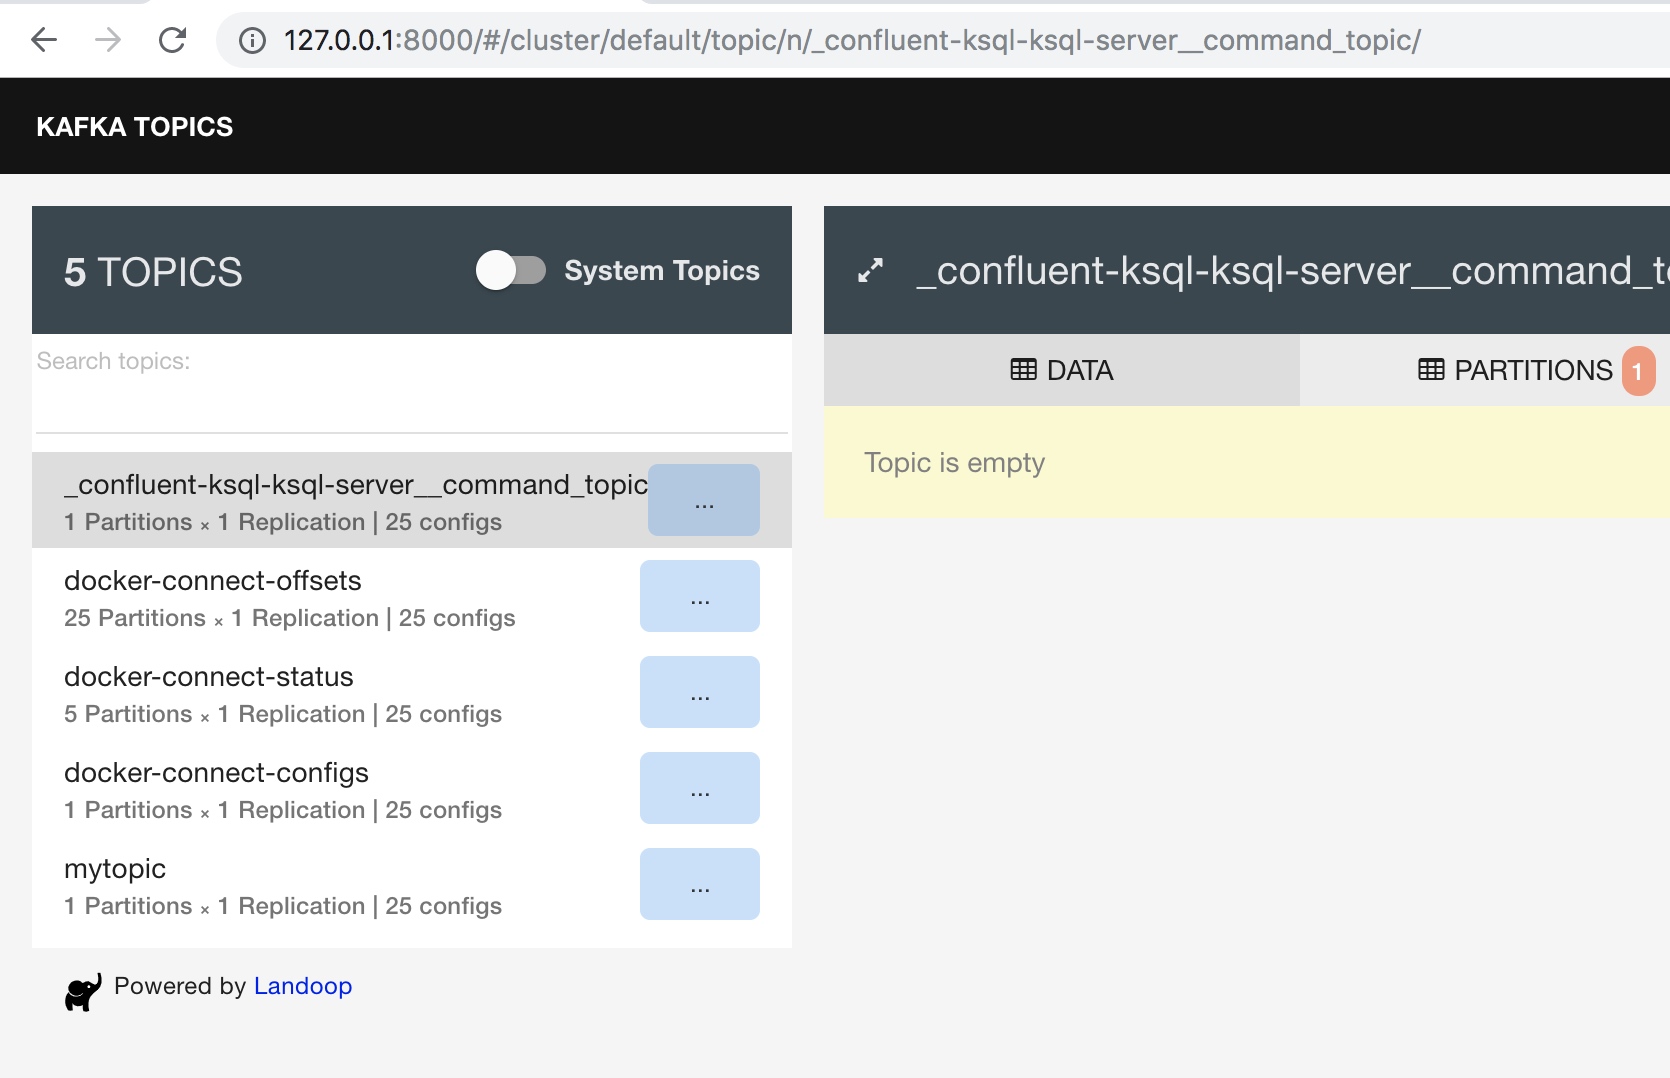 127.0.0.1:8000/#/cluster/default/topic/n/_confluent-ksql-ksql-server__command_topic/
KAFKA TOPICS
5 TOPICS
System Topics
Search topics:
_confluent-ksql-ksql-server__command_topic
...
1 Partitions × 1 Replication | 25 configs
docker-connect-offsets
...
25 Partitions × 1 Replication | 25 configs
docker-connect-status
...
5 Partitions × 1 Replication | 25 configs
docker-connect-configs
...
1 Partitions × 1 Replication | 25 configs
mytopic
...
1 Partitions × 1 Replication | 25 configs
Powered by Landoop
_confluent-ksql-ksql-server__command_t
DATA
PARTITIONS 1
Topic is empty